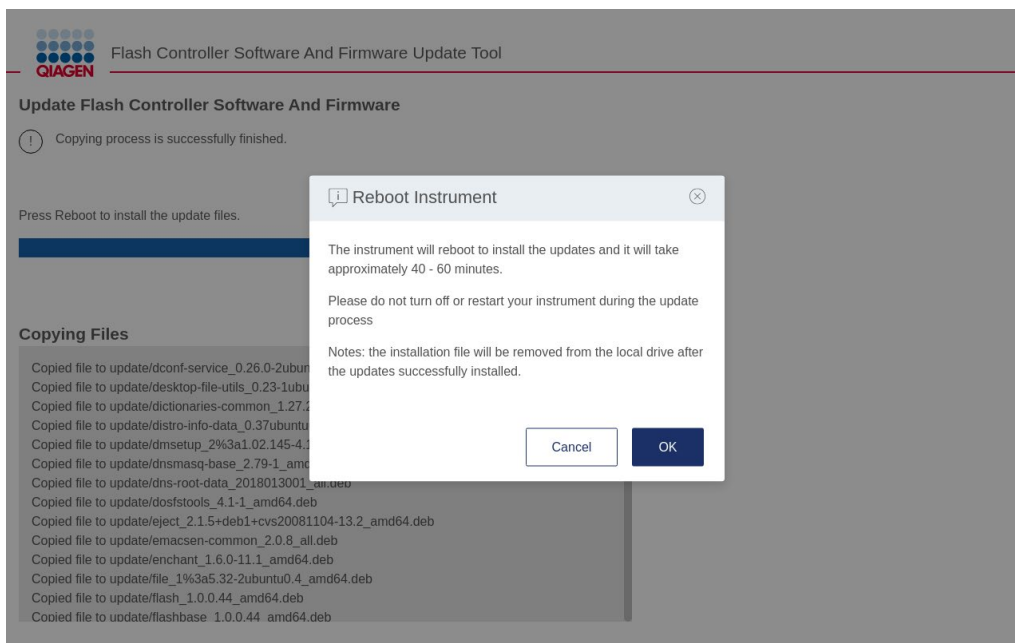 QIAGEN
Flash Controller Software And Firmware Update Tool
Update Flash Controller Software And Firmware
! Copying process is successfully finished.
Press Reboot to install the update files.
i Reboot Instrument
The instrument will reboot to install the updates and it will take
approximately 40 - 60 minutes.
Please do not turn off or restart your instrument during the update
process
Notes: the installation file will be removed from the local drive after
the updates successfully installed.
Cancel
OK
Copying Files
Copied file to update/dconf-service_0.26.0-2ubun
Copied file to update/desktop-file-utils_0.23-1ubu
Copied file to update/dictionaries-common_1.27.2
Copied file to update/distro-info-data_0.37ubuntu
Copied file to update/dmsetup_2%3a1.02.145-4.1
Copied file to update/dnsmasq-base_2.79-1_amd
Copied file to update/dns-root-data_2018013001_all.deb
Copied file to update/dosfstools_4.1-1_amd64.deb
Copied file to update/eject_2.1.5+deb1+cvs20081104-13.2_amd64.deb
Copied file to update/emacsen-common_2.0.8_all.deb
Copied file to update/enchant_1.6.0-11.1_amd64.deb
Copied file to update/file_1%3a5.32-2ubuntu0.4_amd64.deb
Copied file to update/flash_1.0.0.44_amd64.deb
Copied file to update/flashbase_1.0.0.44_amd64.deb